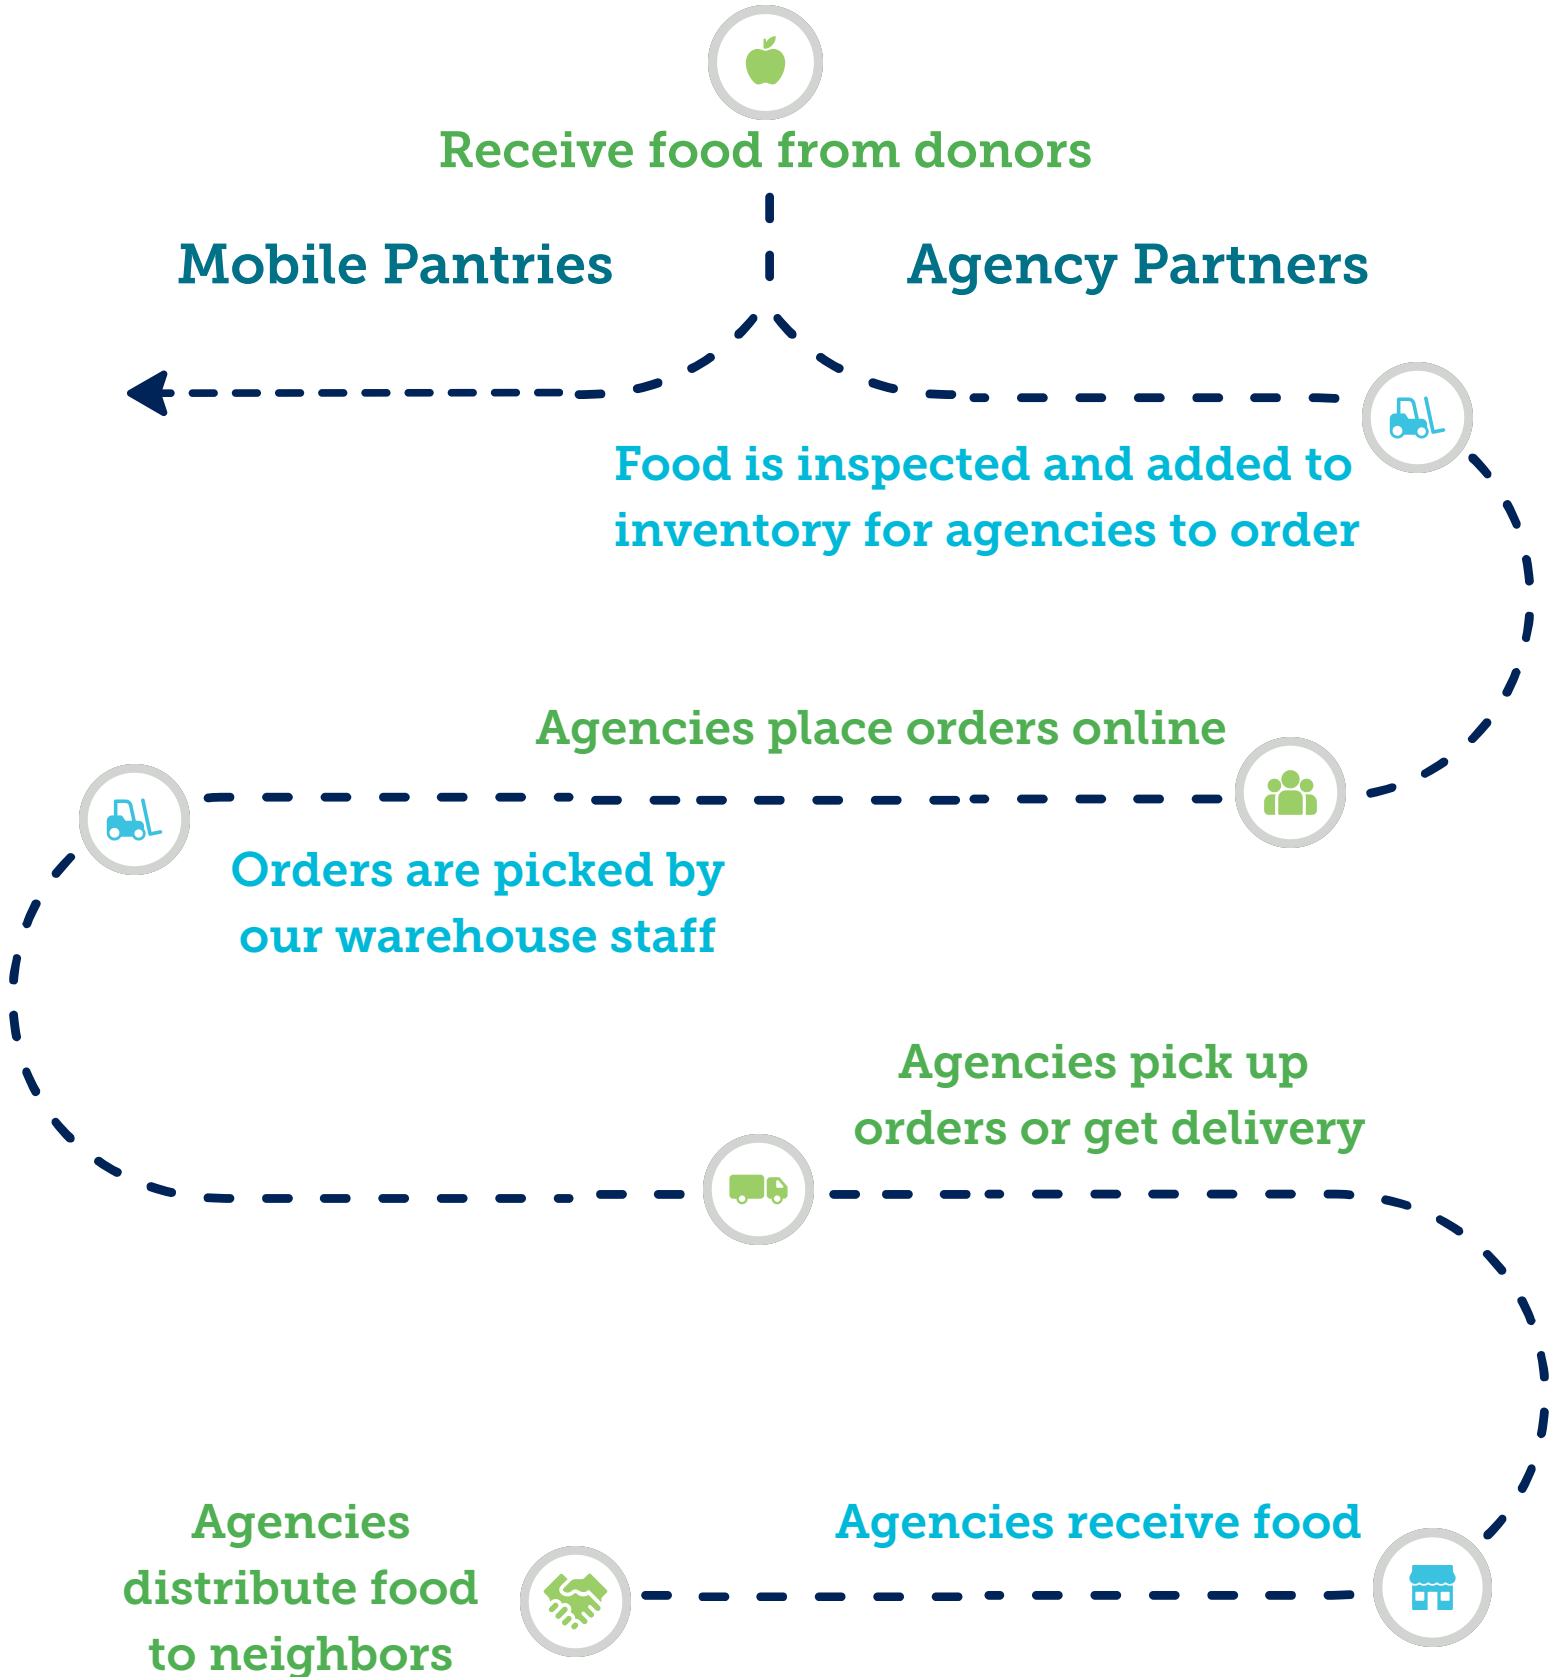 Receive food from donors
Mobile Pantries
Agency Partners
Food is inspected and added to
inventory for agencies to order
Agencies place orders online
Orders are picked by
our warehouse staff
Agencies pick up
orders or get delivery
Agencies receive food
Agencies
distribute food
to neighbors